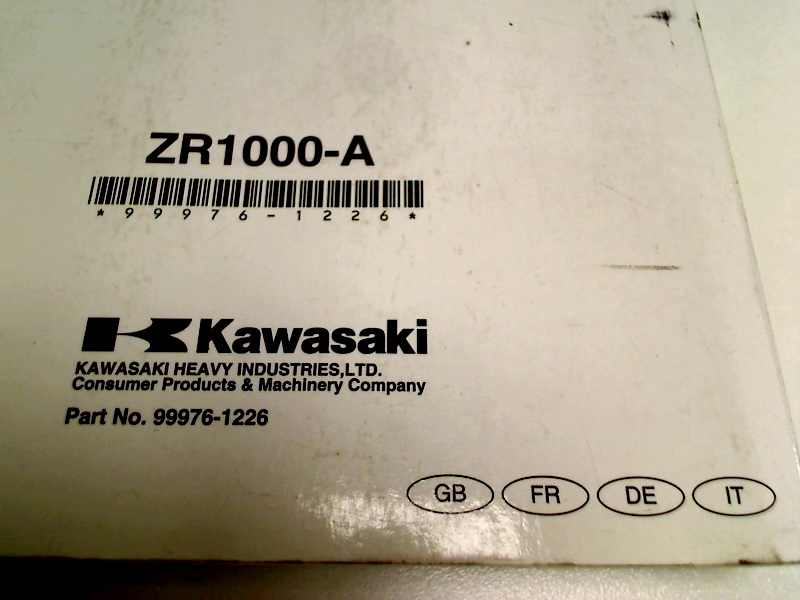 ZR1000-A
*99976-1226*
Kawasaki
KAWASAKI HEAVY INDUSTRIES,LTD.
Consumer Products & Machinery Company
Part No. 99976-1226
GB FR DE IT